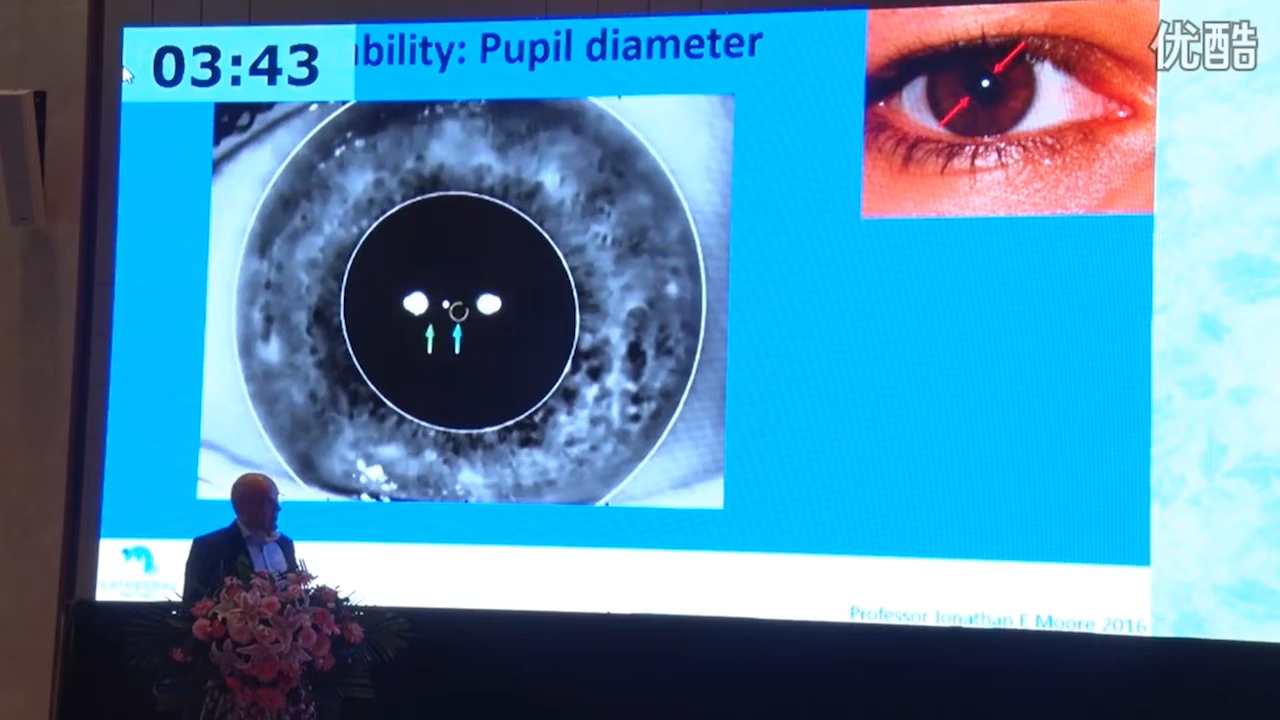 03:43
bility: Pupil diameter
优酷
Professor Jonathan E Moore 2016